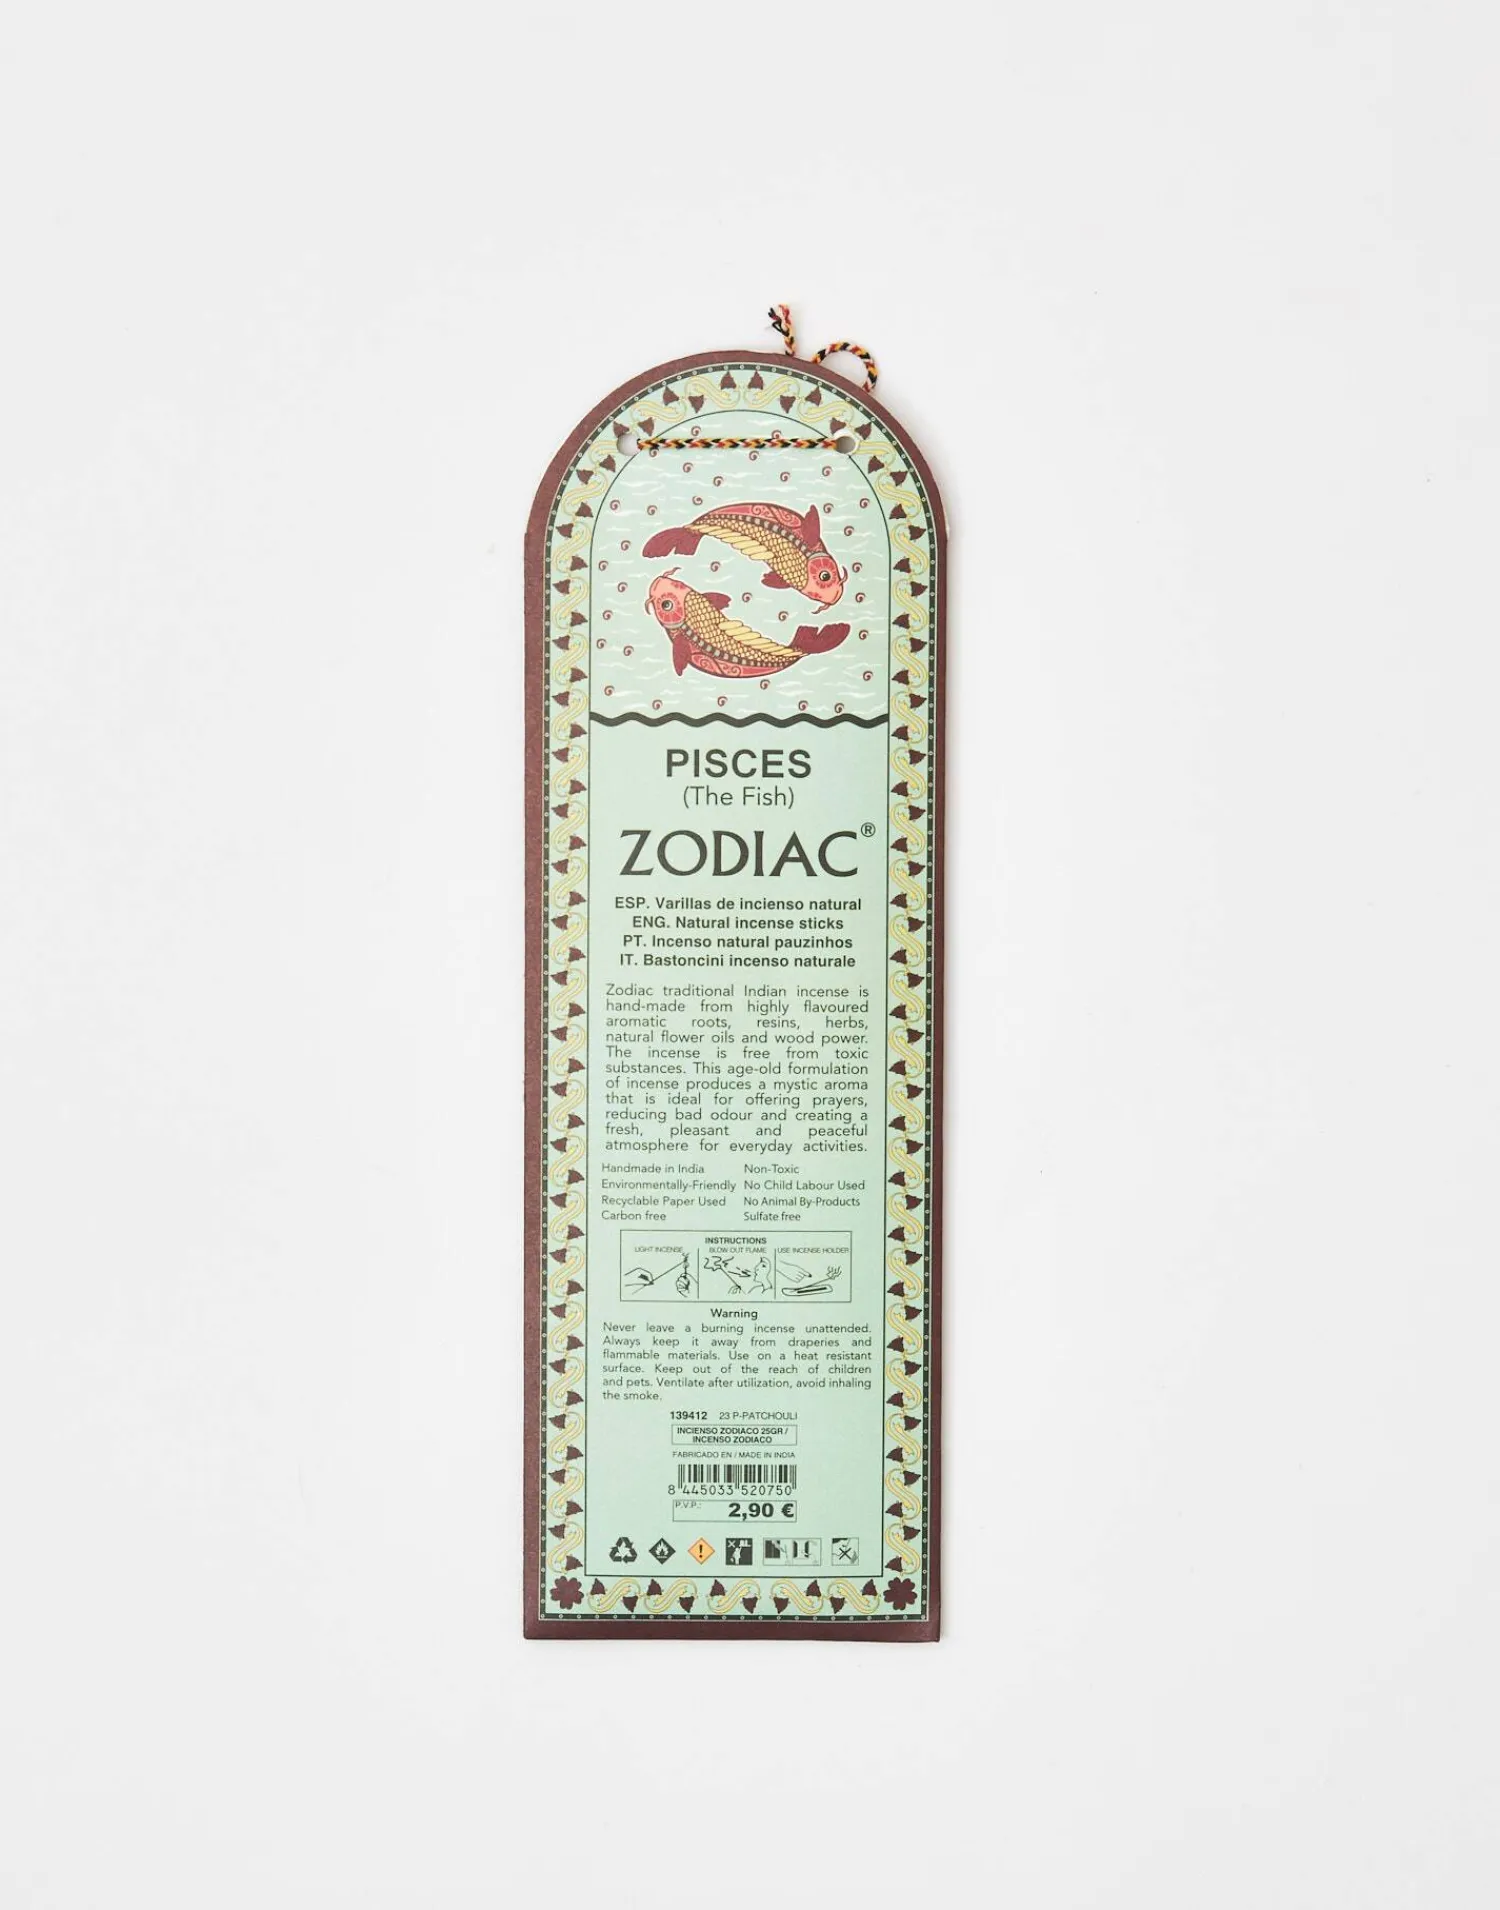 PISCES
(The Fish)
ZODIAC®
ESP. Varillas de incienso natural
ENG. Natural incense sticks
PT. Incenso natural pauzinhos
IT. Bastoncini incenso naturale
Zodiac traditional Indian incense is
hand-made from highly flavoured
aromatic roots, resins, herbs,
natural flower oils and wood power.
The incense is free from toxic
substances. This age-old formulation
of incense produces a mystic aroma
that is ideal for offering prayers,
reducing bad odour and creating a
fresh, pleasant and peaceful
atmosphere for everyday activities.
Handmade in India Non-Toxic
Environmentally-Friendly No Child Labour Used
Recyclable Paper Used No Animal By-Products
Carbon free Sulfate free
INSTRUCTIONS
LIGHT INCENSE BLOW OUT FLAME USE INCENSE HOLDER
Warning
Never leave a burning incense unattended.
Always keep it away from draperies and
flammable materials. Use on a heat resistant
surface. Keep out of the reach of children
and pets. Ventilate after utilization, avoid inhaling
the smoke.
139412 23 P-PATCHOULI
INCIENSO ZODIACO 25GR /
INCENSO ZODIACO
FABRICADO EN / MADE IN INDIA
8 445033 520750
P.V.P.: 2,90 €